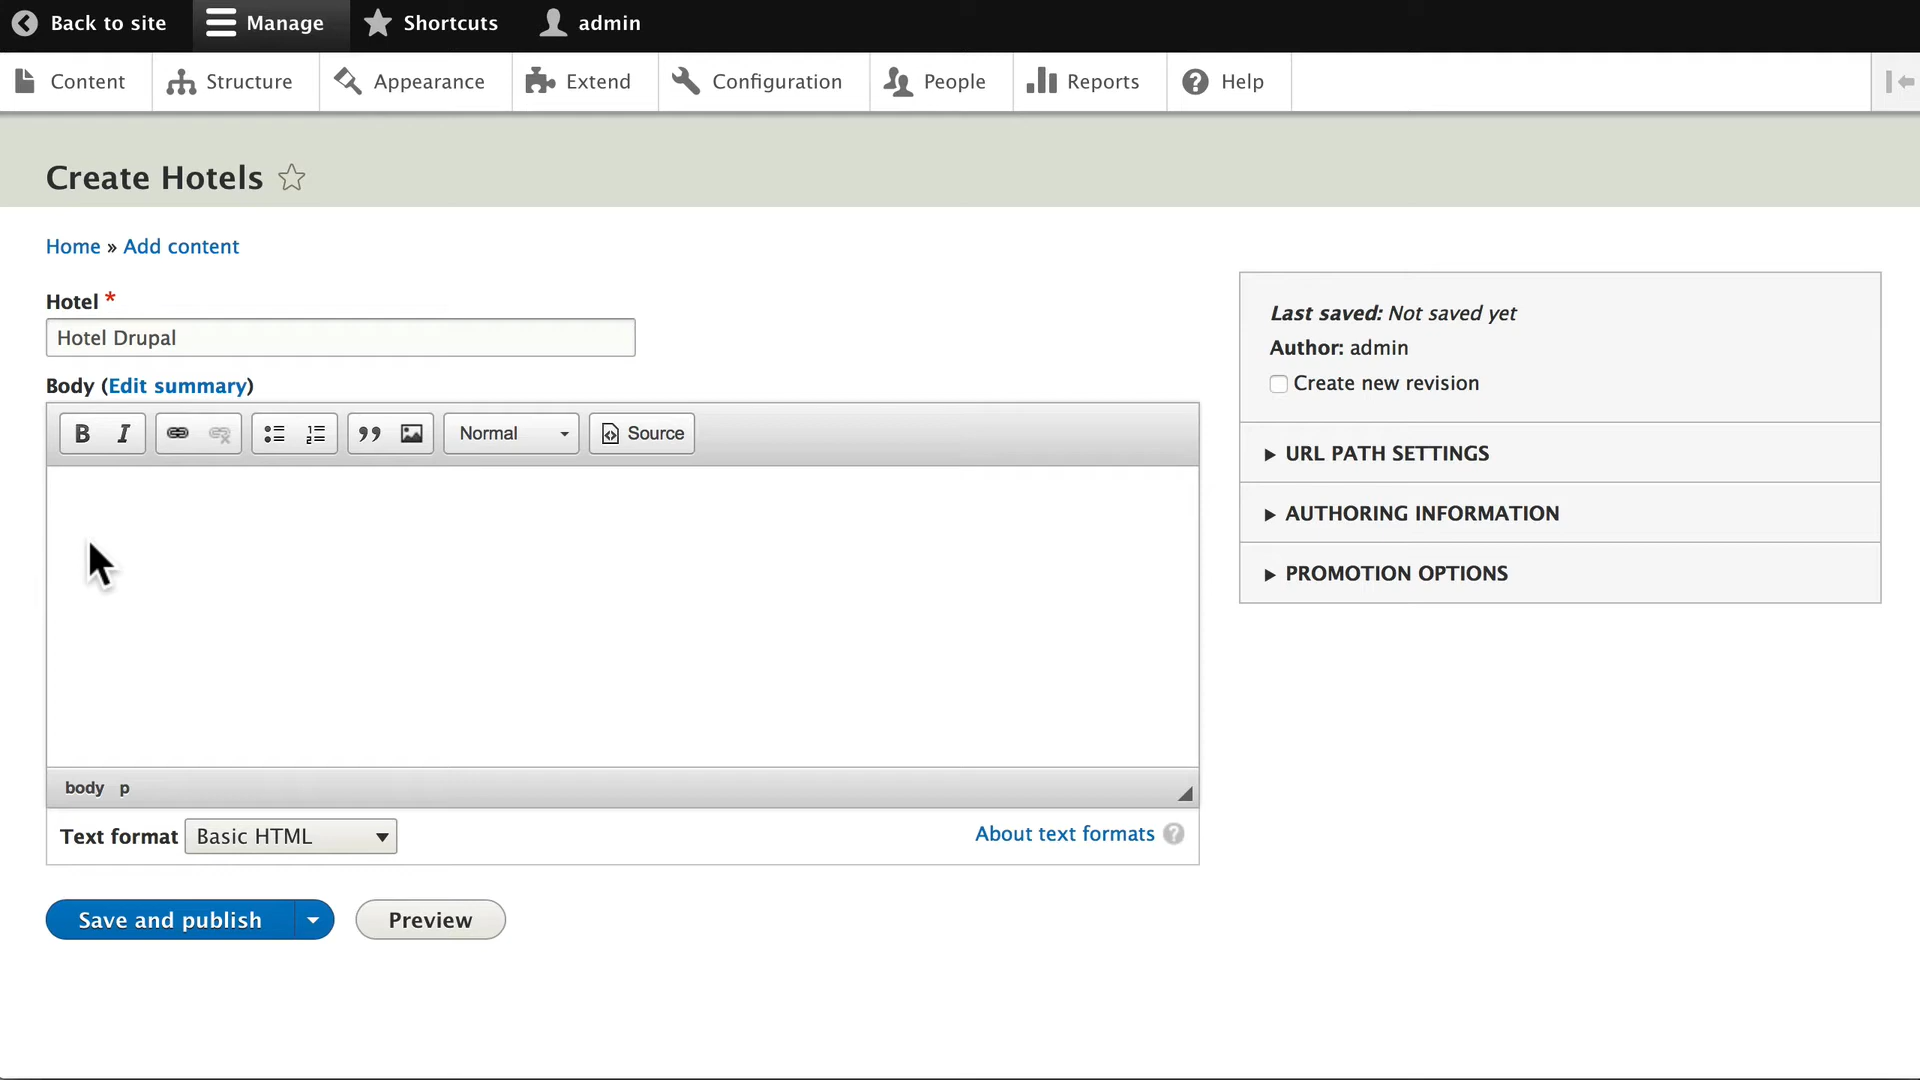 Back to site Manage Shortcuts admin
Content Structure Appearance Extend Configuration People Reports Help
Create Hotels
Home » Add content
Hotel *
Hotel Drupal
Body (Edit summary)
B I Normal Source
body p
Text format Basic HTML About text formats ?
Save and publish Preview
Last saved: Not saved yet
Author: admin
Create new revision
URL PATH SETTINGS
AUTHORING INFORMATION
PROMOTION OPTIONS